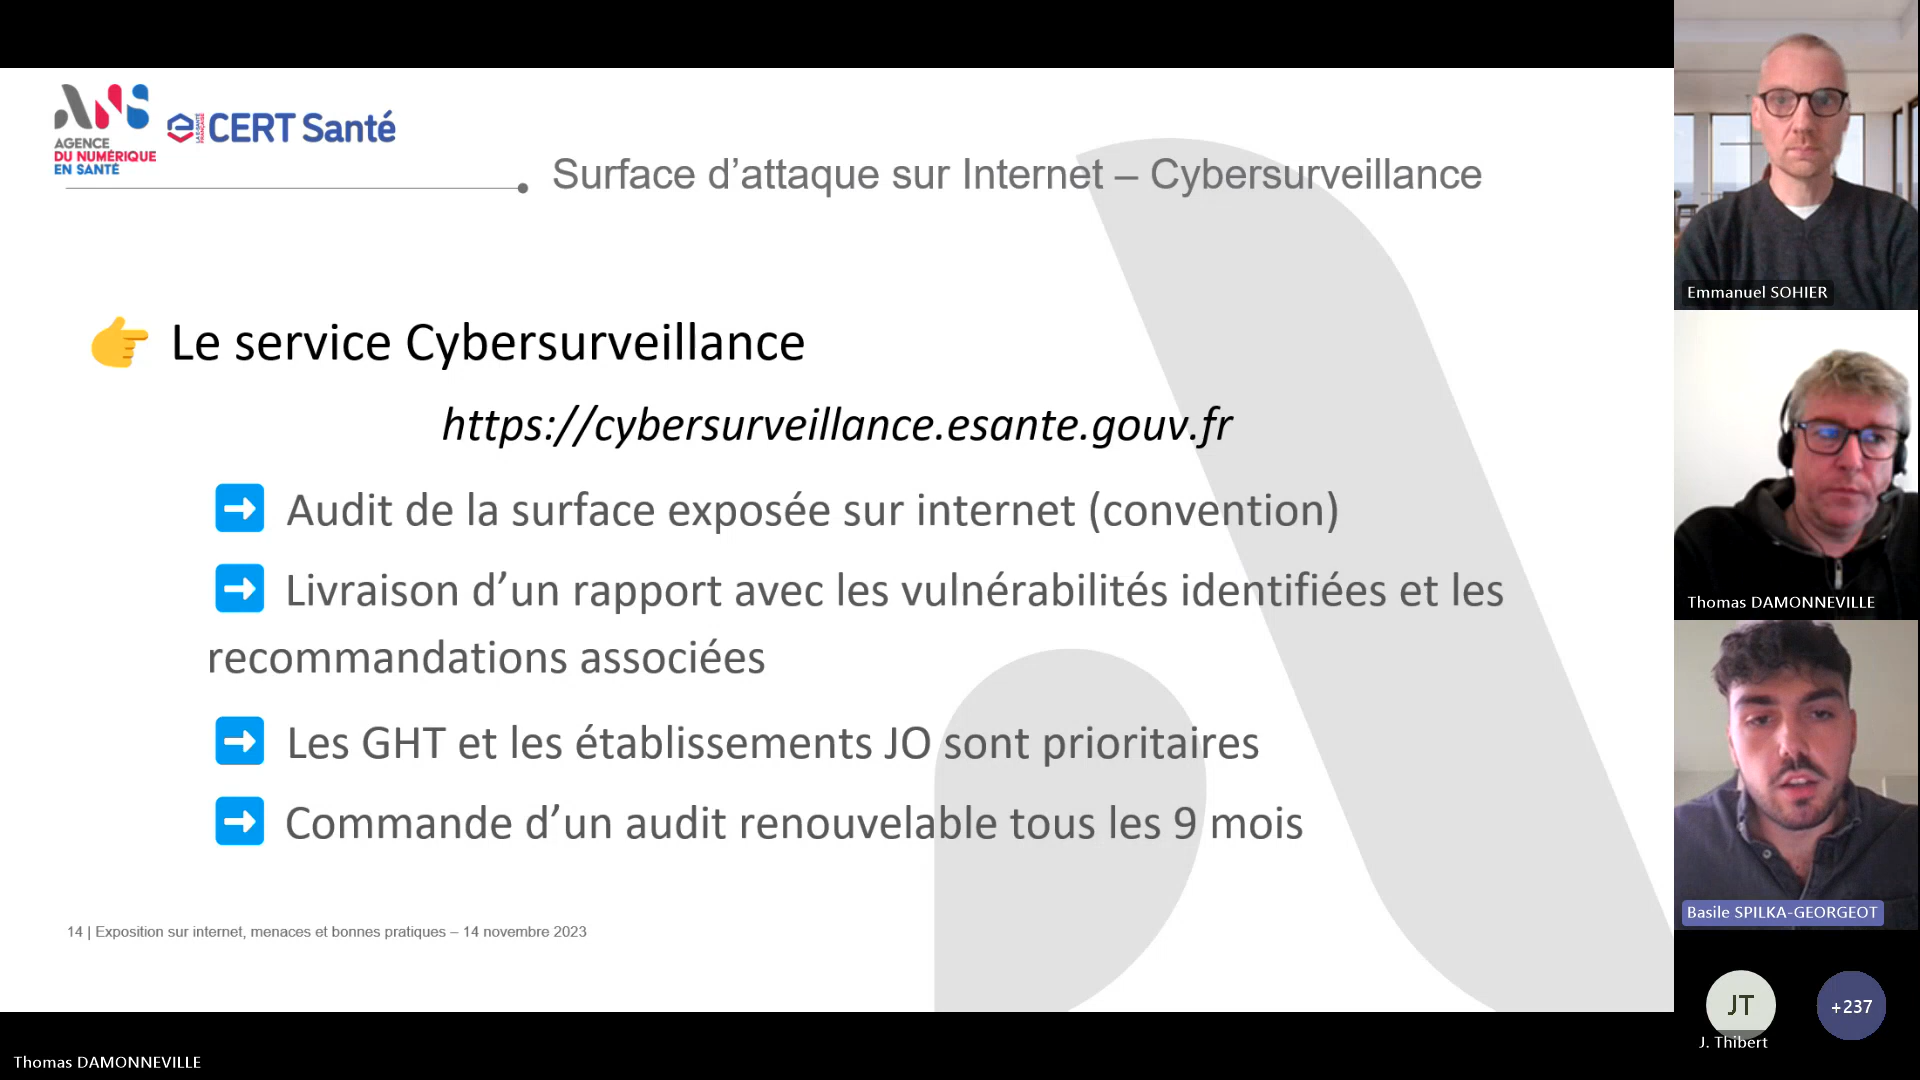 AGENCE
DU NUMÉRIQUE
EN SANTÉ
CERT Santé
Surface d’attaque sur Internet – Cybersurveillance
Le service Cybersurveillance
https://cybersurveillance.esante.gouv.fr
Audit de la surface exposée sur internet (convention)
Livraison d’un rapport avec les vulnérabilités identifiées et les
recommandations associées
Les GHT et les établissements JO sont prioritaires
Commande d’un audit renouvelable tous les 9 mois
14 | Exposition sur internet, menaces et bonnes pratiques – 14 novembre 2023
Thomas DAMONNEVILLE
Emmanuel SOHIER
Thomas DAMONNEVILLE
Basile SPILKA-GEORGEOT
JT
+237
J. Thibert